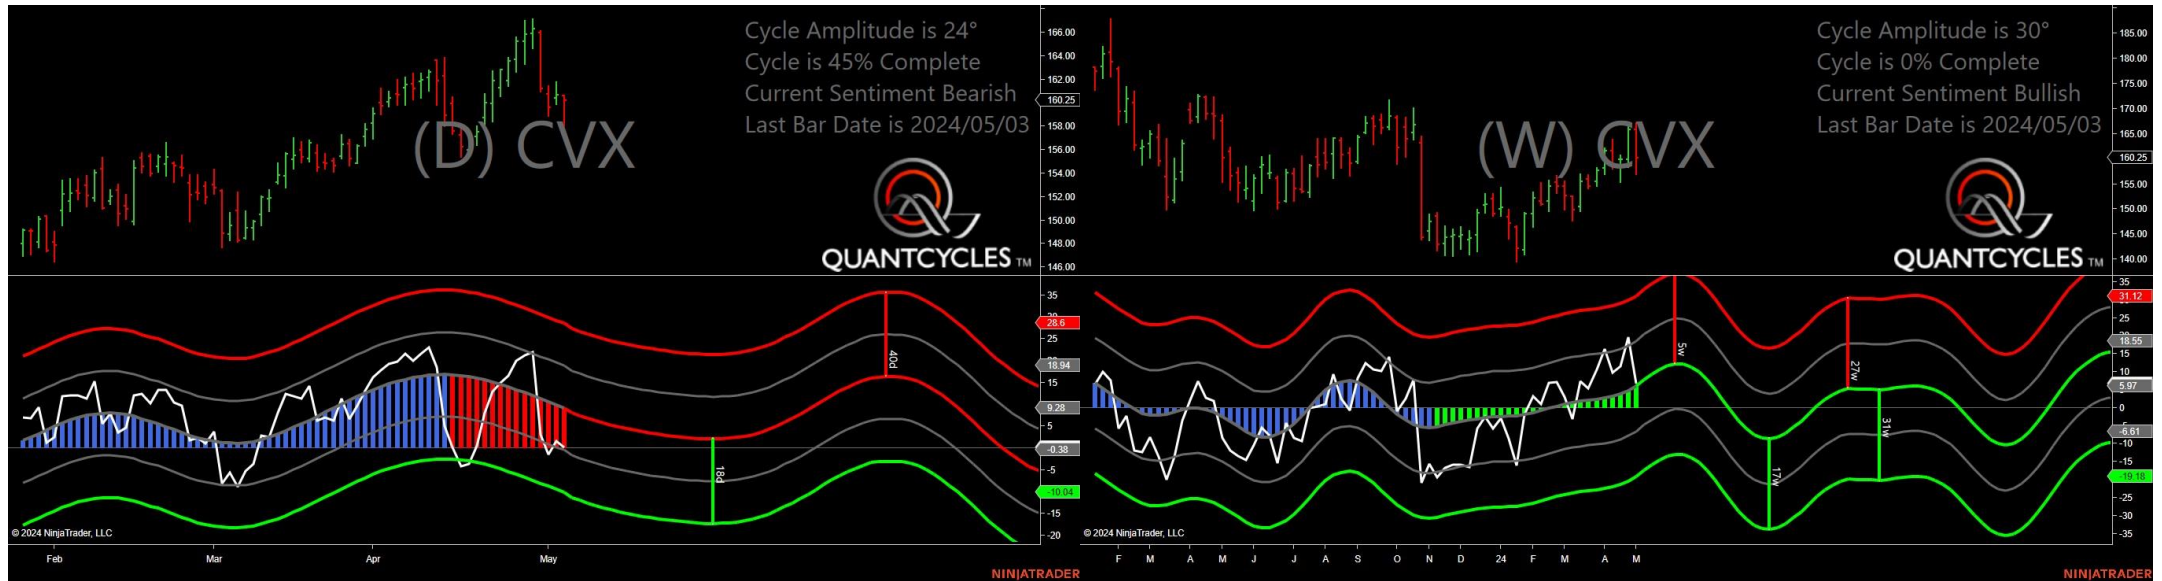 Cycle Amplitude is 24°
Cycle is 45% Complete
Current Sentiment Bearish
Last Bar Date is 2024/05/03
(D) CVX
QUANTCYCLES TM
166.00
164.00
162.00
160.25
158.00
156.00
154.00
152.00
150.00
148.00
146.00
35
28.6
25
18.94
15
9.28
5
-0.38
-5
-10.04
-15
-20
40d
18d
© 2024 NinjaTrader, LLC
Feb Mar Apr May
NINJATRADER
Cycle Amplitude is 30°
Cycle is 0% Complete
Current Sentiment Bullish
Last Bar Date is 2024/05/03
(W) CVX
QUANTCYCLES TM
185.00
180.00
175.00
170.00
165.00
160.25
155.00
150.00
145.00
140.00
35
31.12
25
18.55
15
10
5.97
0
-6.61
-10
-15
-19.18
-25
-30
-35
5w
27w
17w
31w
© 2024 NinjaTrader, LLC
F M A M J J A S O N D 24 F M A M
NINJATRADER